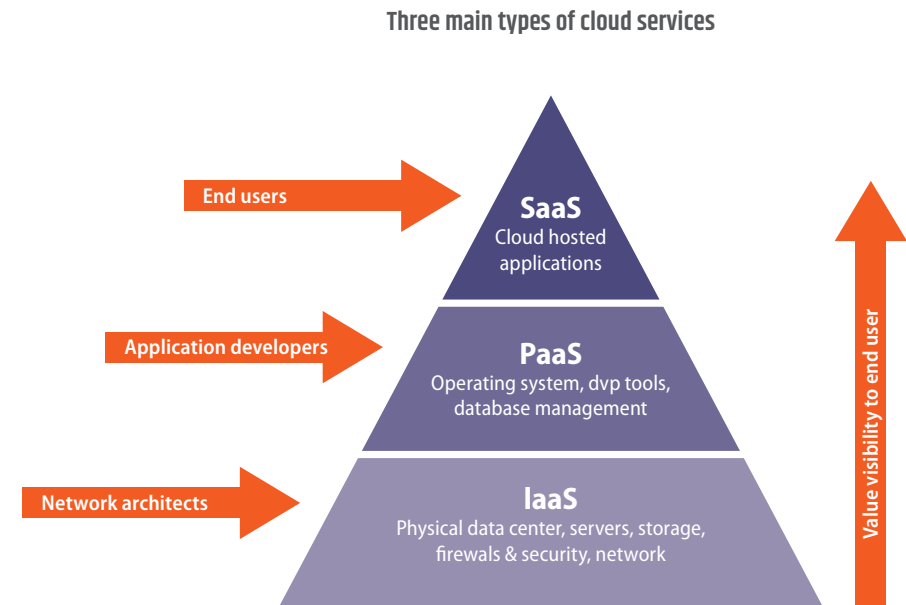 Three main types of cloud services
End users
SaaS
Cloud hosted
applications
Application developers
PaaS
Operating system, dvp tools,
database management
Network architects
IaaS
Physical data center, servers, storage,
firewals & security, network
Value visibility to end user